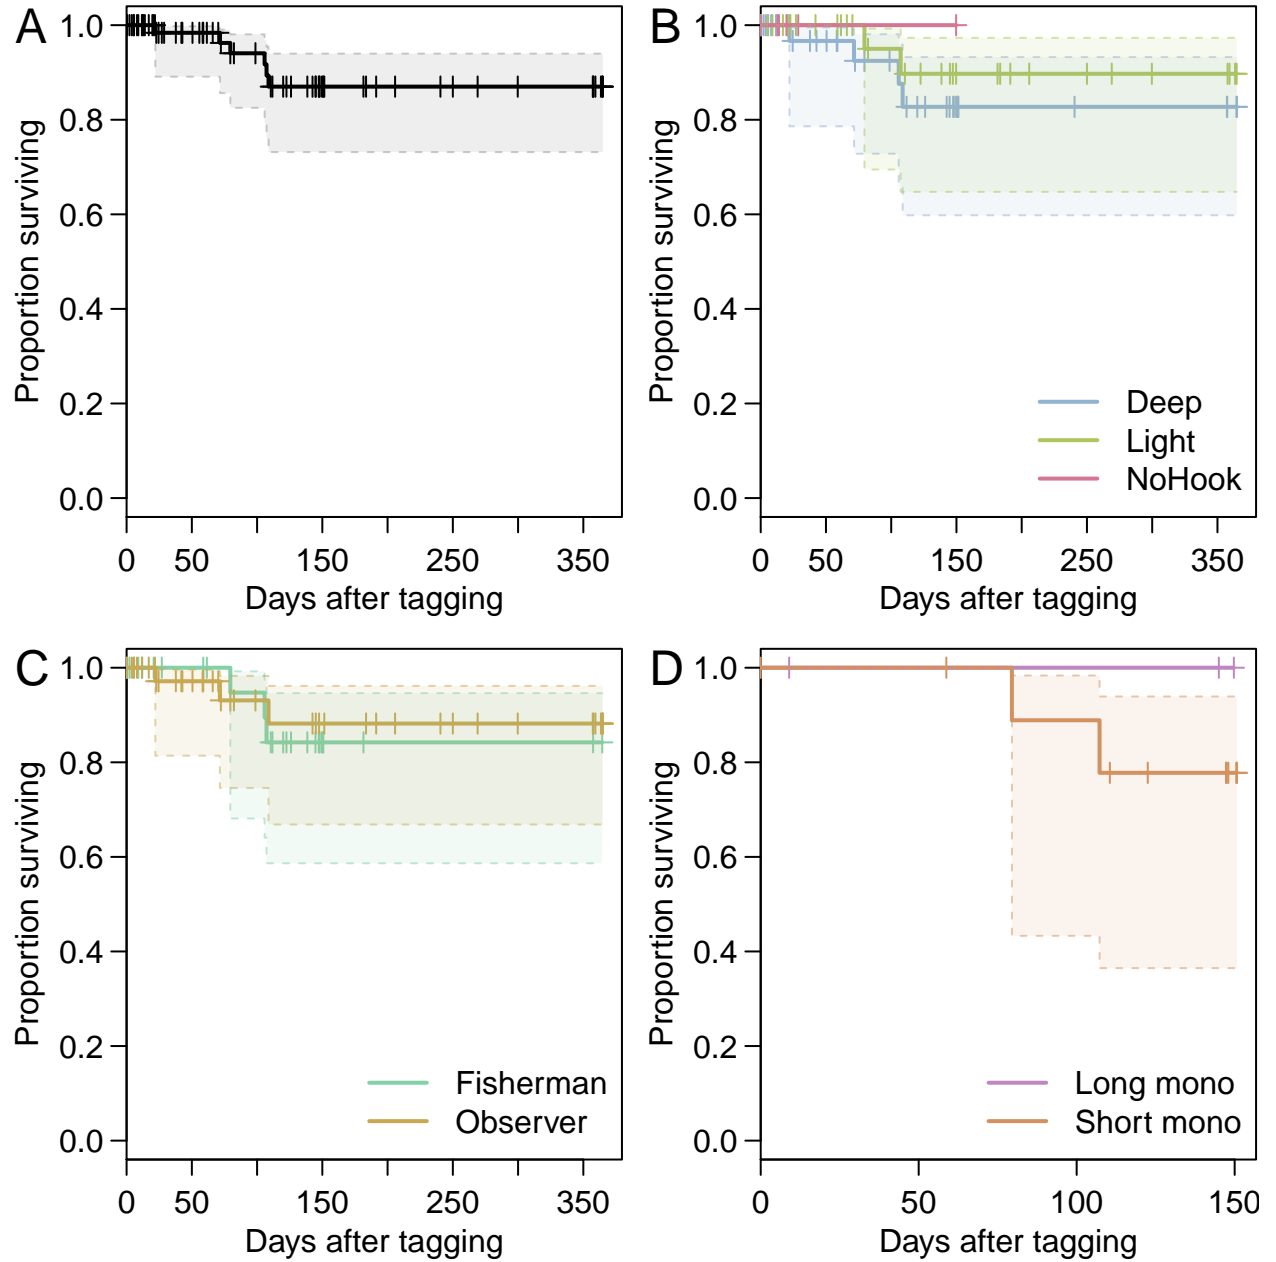 A
Proportion surviving
1.0
0.8
0.6
0.4
0.2
0.0
0 50 150 250 350
Days after tagging
B
Proportion surviving
1.0
0.8
0.6
0.4
0.2
0.0
Deep
Light
NoHook
0 50 150 250 350
Days after tagging
C
Proportion surviving
1.0
0.8
0.6
0.4
0.2
0.0
Fisherman
Observer
0 50 150 250 350
Days after tagging
D
Proportion surviving
1.0
0.8
0.6
0.4
0.2
0.0
Long mono
Short mono
0 50 100 150
Days after tagging